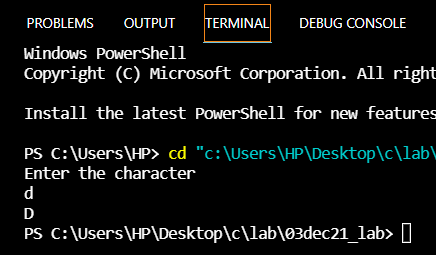 PROBLEMS OUTPUT TERMINAL DEBUG CONSOLE
Windows PowerShell
Copyright (C) Microsoft Corporation. All right
Install the latest PowerShell for new features
PS C:\Users\HP> cd "c:\Users\HP\Desktop\c\lab\
Enter the character
d
D
PS C:\Users\HP\Desktop\c\lab\03dec21_lab>